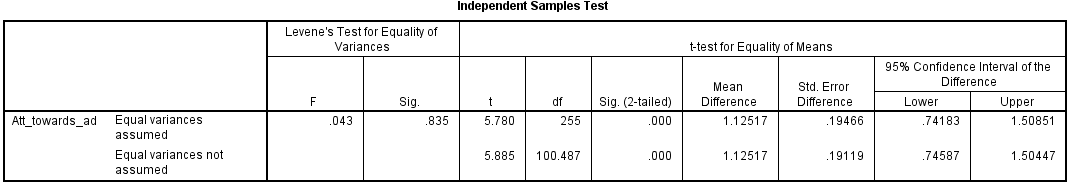 Independent Samples Test
Levene's Test for Equality of Variances
t-test for Equality of Means
95% Confidence Interval of the Difference
F Sig. t df Sig. (2-tailed) Mean Difference Std. Error Difference Lower Upper
Att_towards_ad Equal variances assumed .043 .835 5.780 255 .000 1.12517 .19466 .74183 1.50851
Equal variances not assumed 5.885 100.487 .000 1.12517 .19119 .74587 1.50447